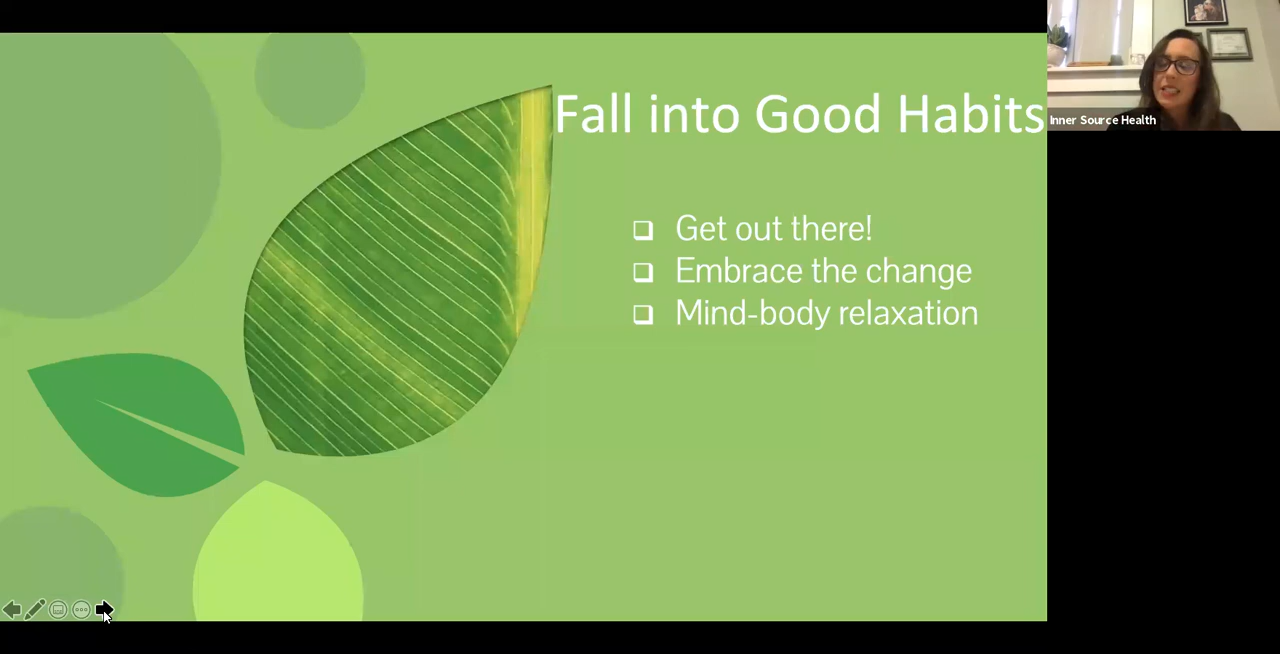 Fall into Good Habits
Get out there!
Embrace the change
Mind-body relaxation
Inner Source Health